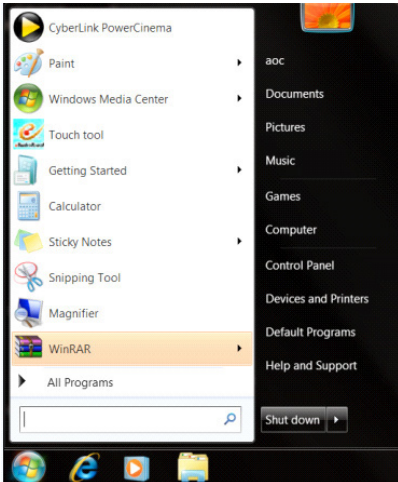 CyberLink PowerCinema
Paint
Windows Media Center
Touch tool
Getting Started
Calculator
Sticky Notes
Snipping Tool
Magnifier
WinRAR
All Programs
aoc
Documents
Pictures
Music
Games
Computer
Control Panel
Devices and Printers
Default Programs
Help and Support
Shut down